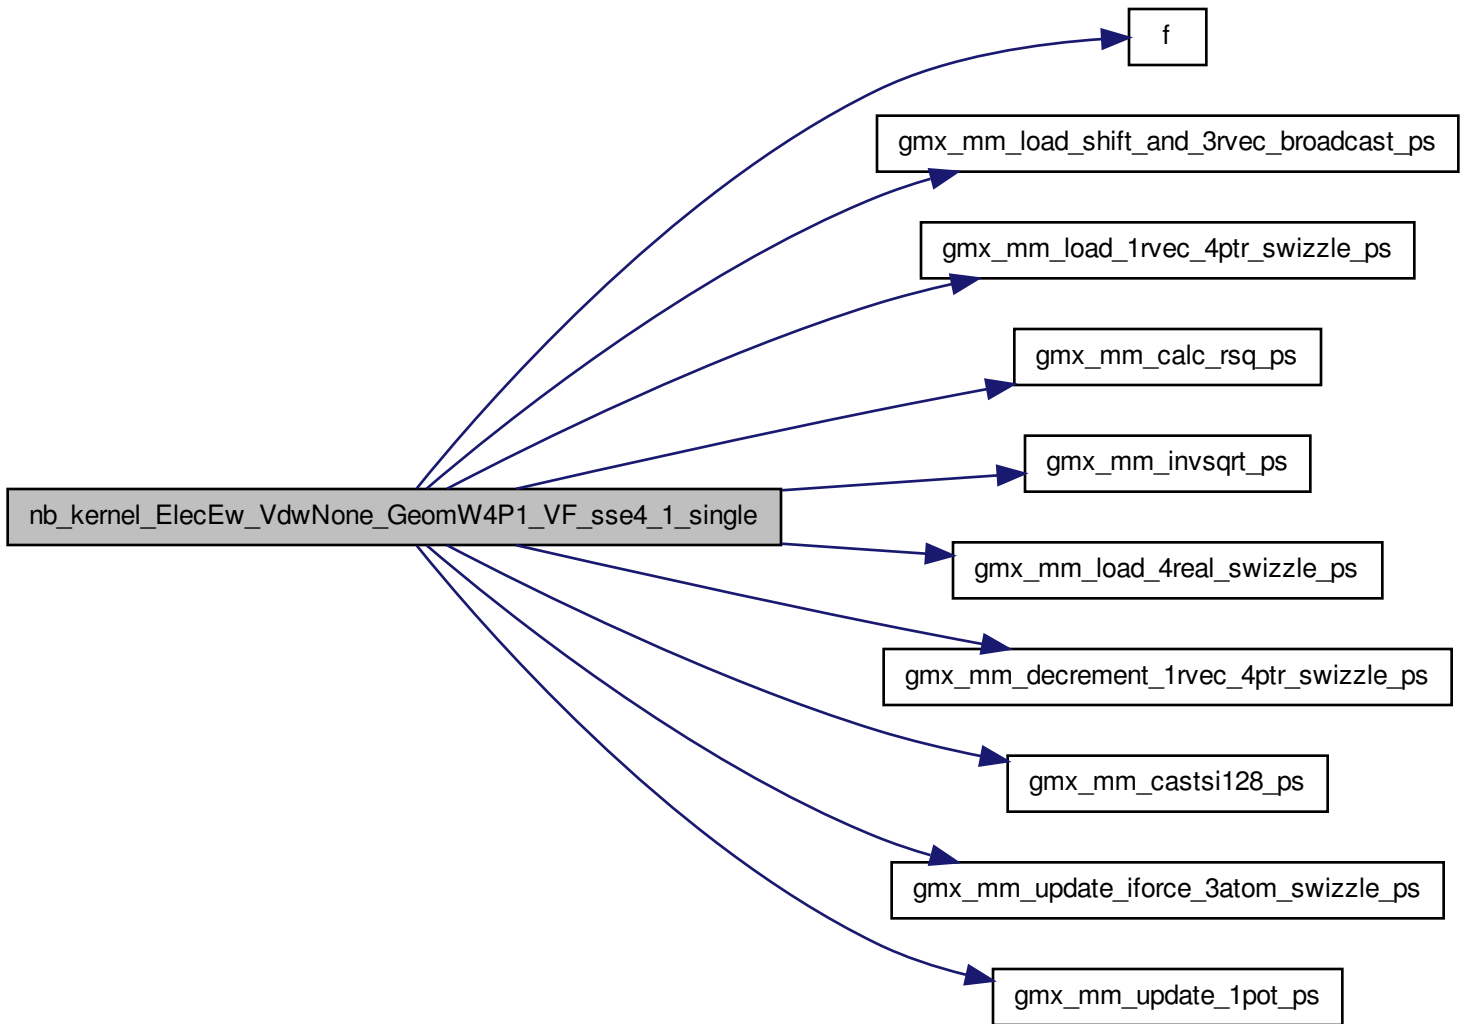 f
gmx_mm_load_shift_and_3rvec_broadcast_ps
gmx_mm_load_1rvec_4ptr_swizzle_ps
gmx_mm_calc_rsq_ps
gmx_mm_invsqrt_ps
nb_kernel_ElecEw_VdwNone_GeomW4P1_VF_sse4_1_single
gmx_mm_load_4real_swizzle_ps
gmx_mm_decrement_1rvec_4ptr_swizzle_ps
gmx_mm_castsi128_ps
gmx_mm_update_iforce_3atom_swizzle_ps
gmx_mm_update_1pot_ps